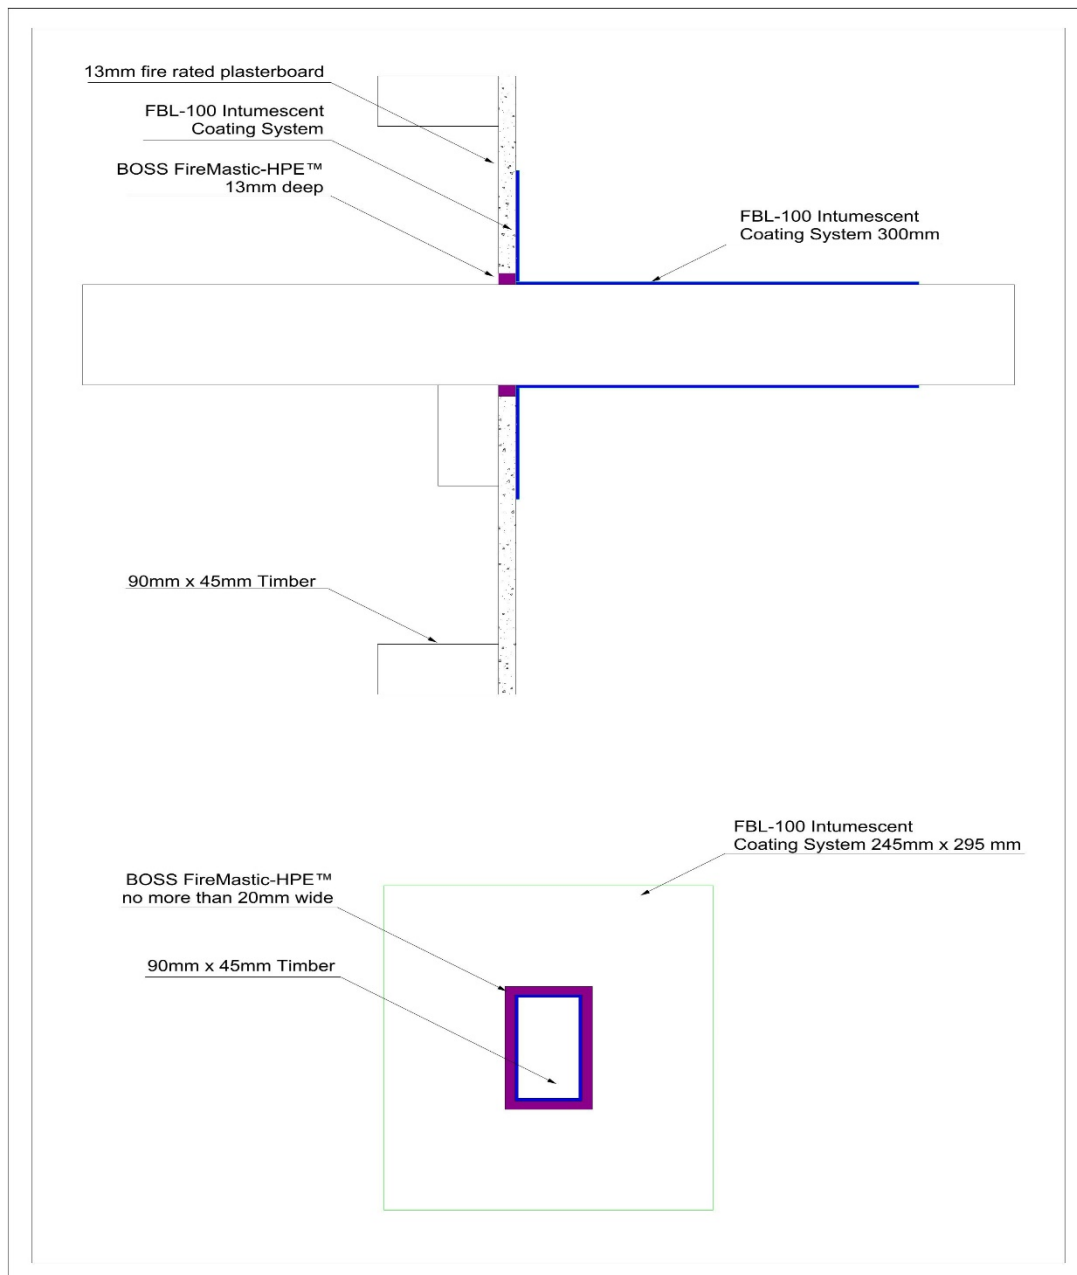 13mm fire rated plasterboard
FBL-100 Intumescent
Coating System
BOSS FireMastic-HPE™
13mm deep
FBL-100 Intumescent
Coating System 300mm
90mm x 45mm Timber
FBL-100 Intumescent
Coating System 245mm x 295 mm
BOSS FireMastic-HPE™
no more than 20mm wide
90mm x 45mm Timber